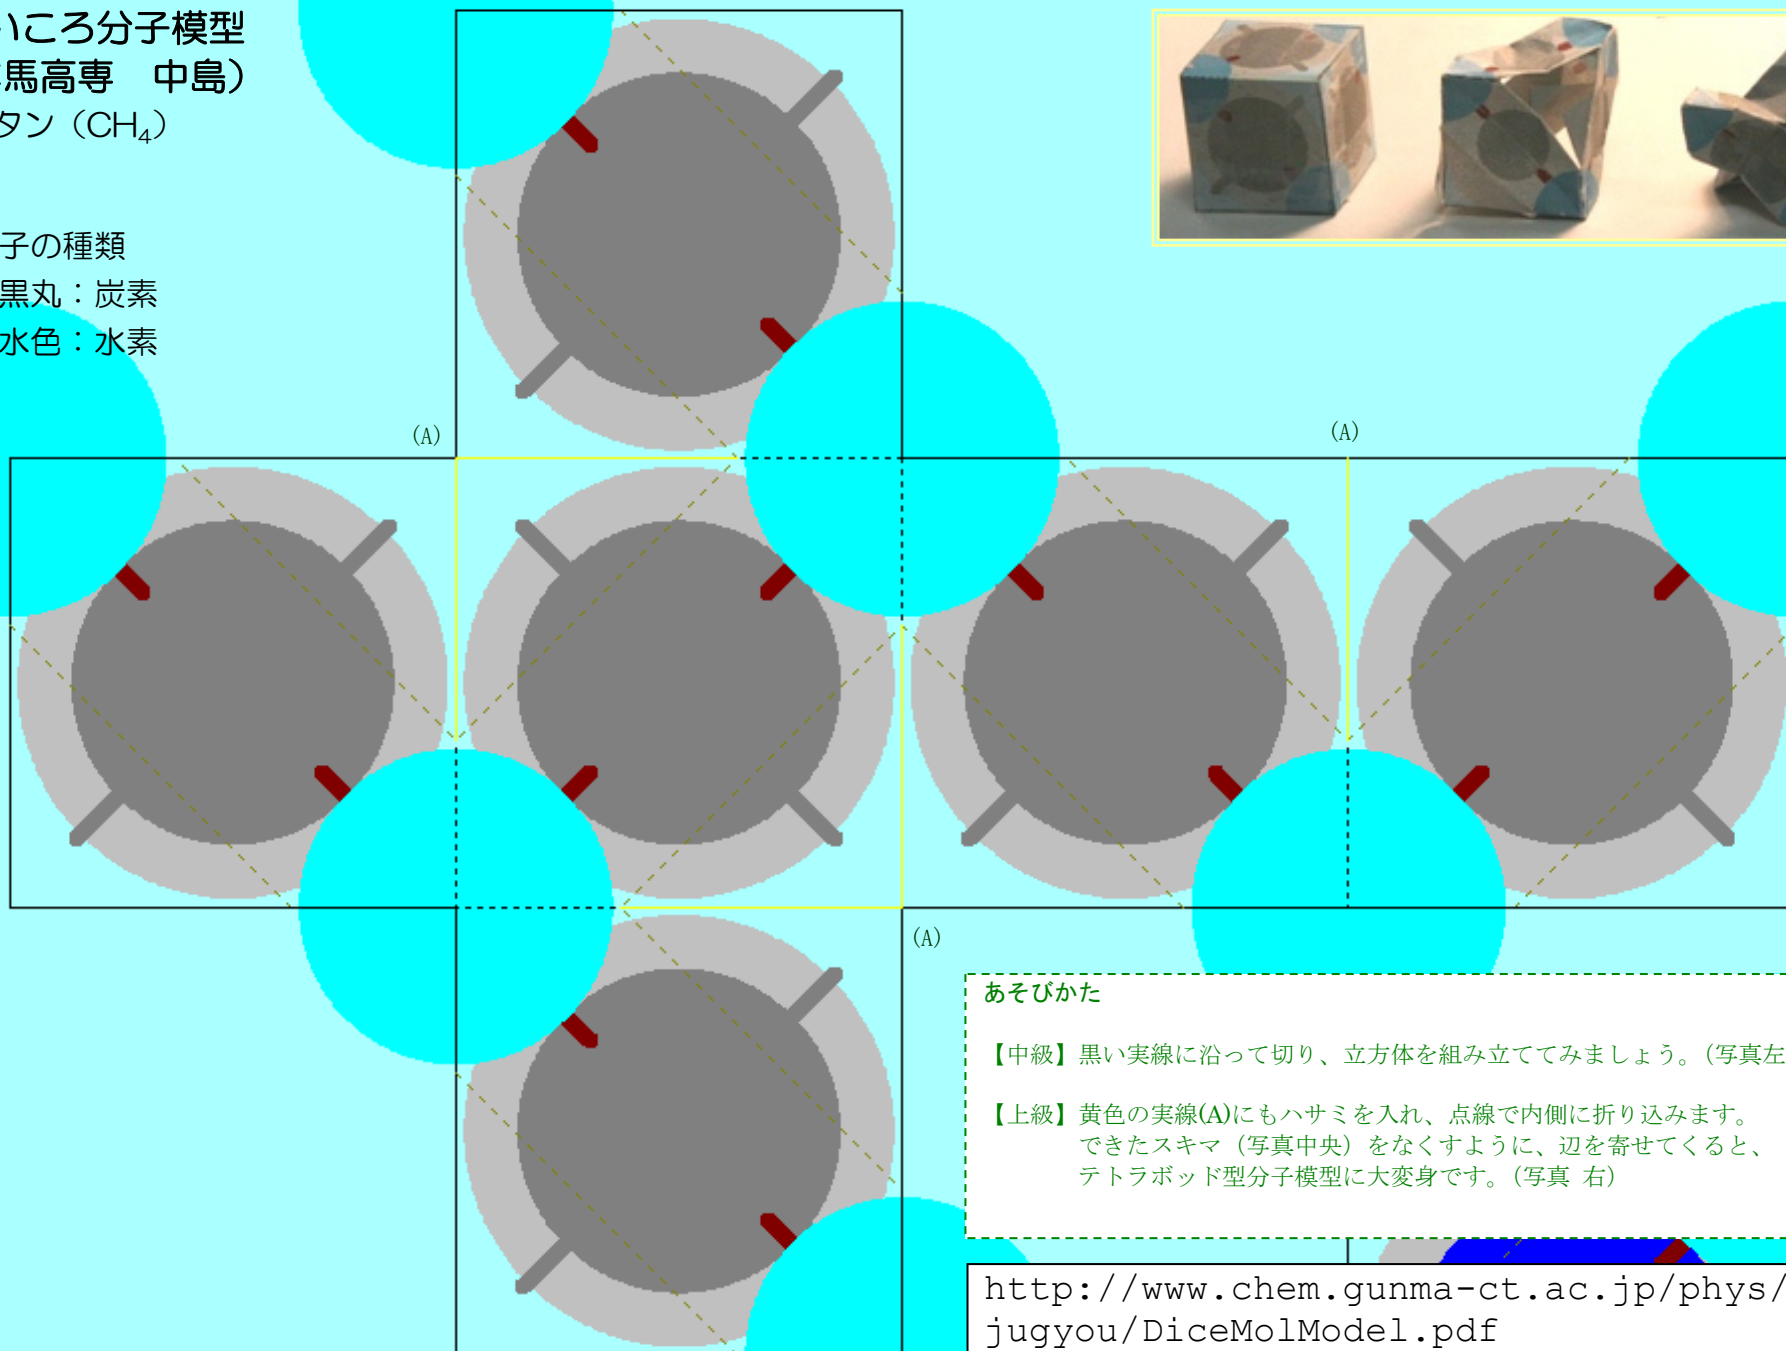 いころ分子模型
馬高専　中島）
タン（CH₄）
子の種類
黒丸：炭素
水色：水素
(A)
(A)
(A)
あそびかた
【中級】黒い実線に沿って切り、立方体を組み立ててみましょう。（写真左
【上級】黄色の実線(A)にもハサミを入れ、点線で内側に折り込みます。
できたスキマ（写真中央）をなくすように、辺を寄せてくると、
テトラポッド型分子模型に大変身です。（写真 右）
http://www.chem.gunma-ct.ac.jp/phys/
jugyou/DiceMolModel.pdf